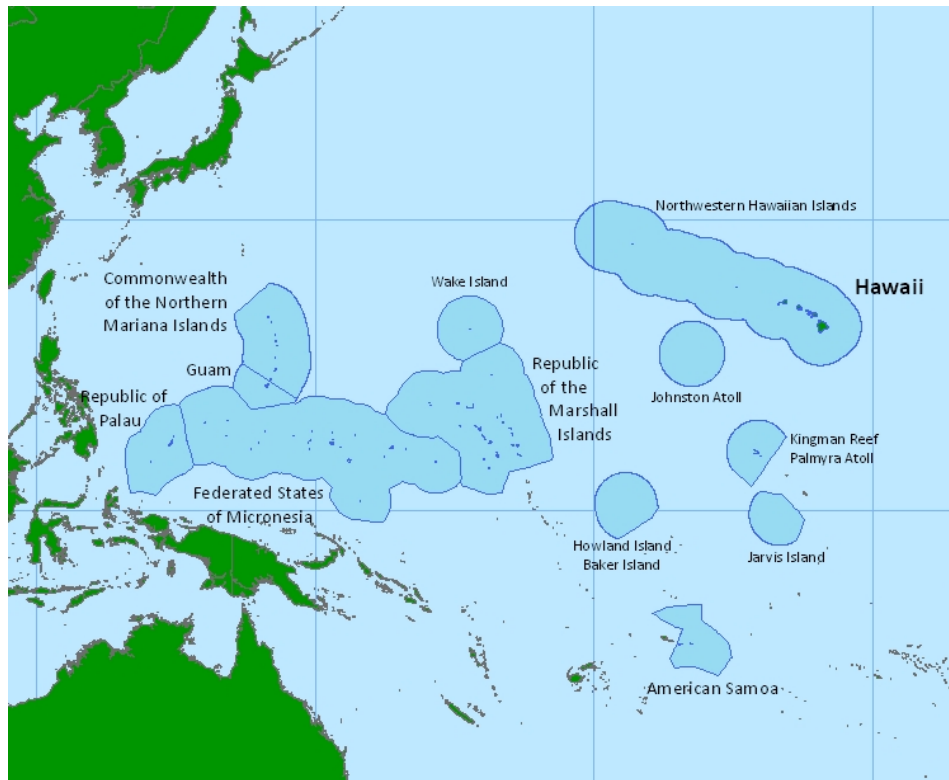 Northwestern Hawaiian Islands
Hawaii
Commonwealth
of the Northern
Mariana Islands
Wake Island
Guam
Republic of
Palau
Republic
of the
Marshall
Islands
Johnston Atoll
Kingman Reef
Palmyra Atoll
Federated States
of Micronesia
Howland Island
Baker Island
Jarvis Island
American Samoa